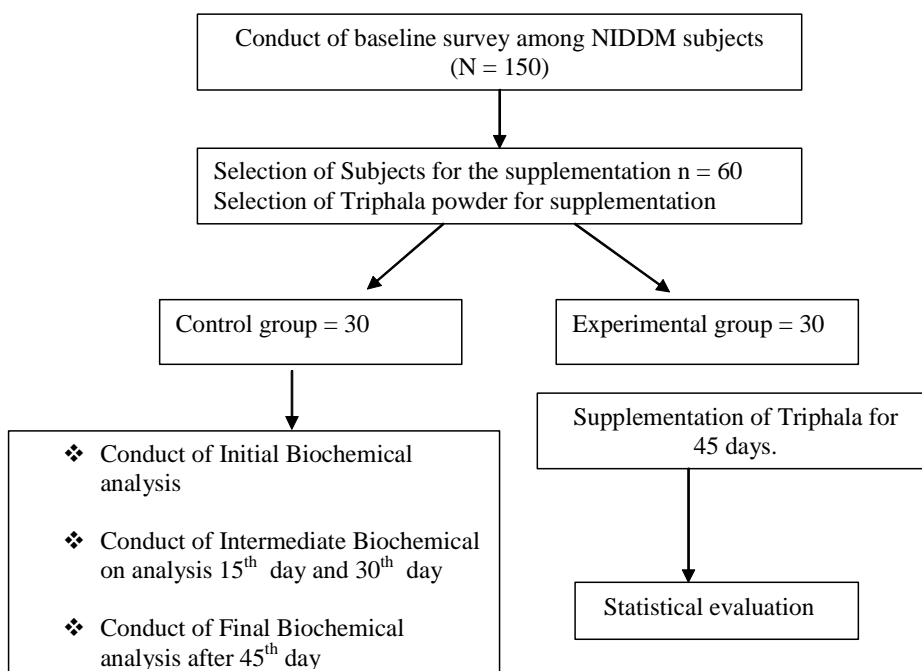 Conduct of baseline survey among NIDDM subjects
(N = 150)
Selection of Subjects for the supplementation n = 60
Selection of Triphala powder for supplementation
Control group = 30
Experimental group = 30
❖ Conduct of Initial Biochemical
analysis
❖ Conduct of Intermediate Biochemical
on analysis 15th day and 30th day
❖ Conduct of Final Biochemical
analysis after 45th day
Supplementation of Triphala for
45 days.
Statistical evaluation